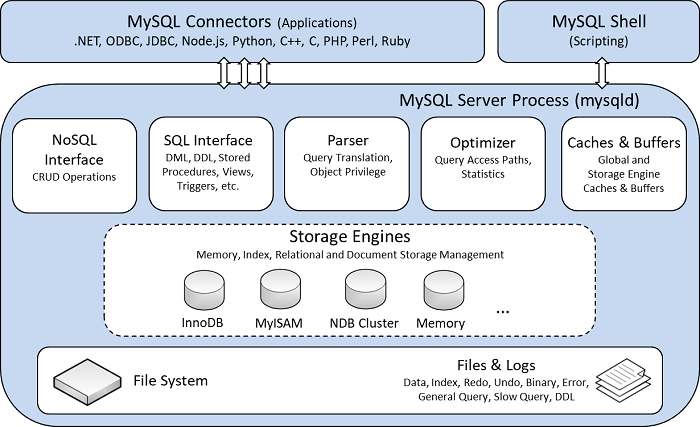 MySQL Connectors (Applications)
.NET, ODBC, JDBC, Node.js, Python, C++, C, PHP, Perl, Ruby
MySQL Shell
(Scripting)
MySQL Server Process (mysqld)
NoSQL
Interface
CRUD Operations
SQL Interface
DML, DDL, Stored
Procedures, Views,
Triggers, etc.
Parser
Query Translation,
Object Privilege
Optimizer
Query Access Paths,
Statistics
Caches & Buffers
Global and
Storage Engine
Caches & Buffers
Storage Engines
Memory, Index, Relational and Document Storage Management
InnoDB
MyISAM
NDB Cluster
Memory
...
File System
Files & Logs
Data, Index, Redo, Undo, Binary, Error,
General Query, Slow Query, DDL